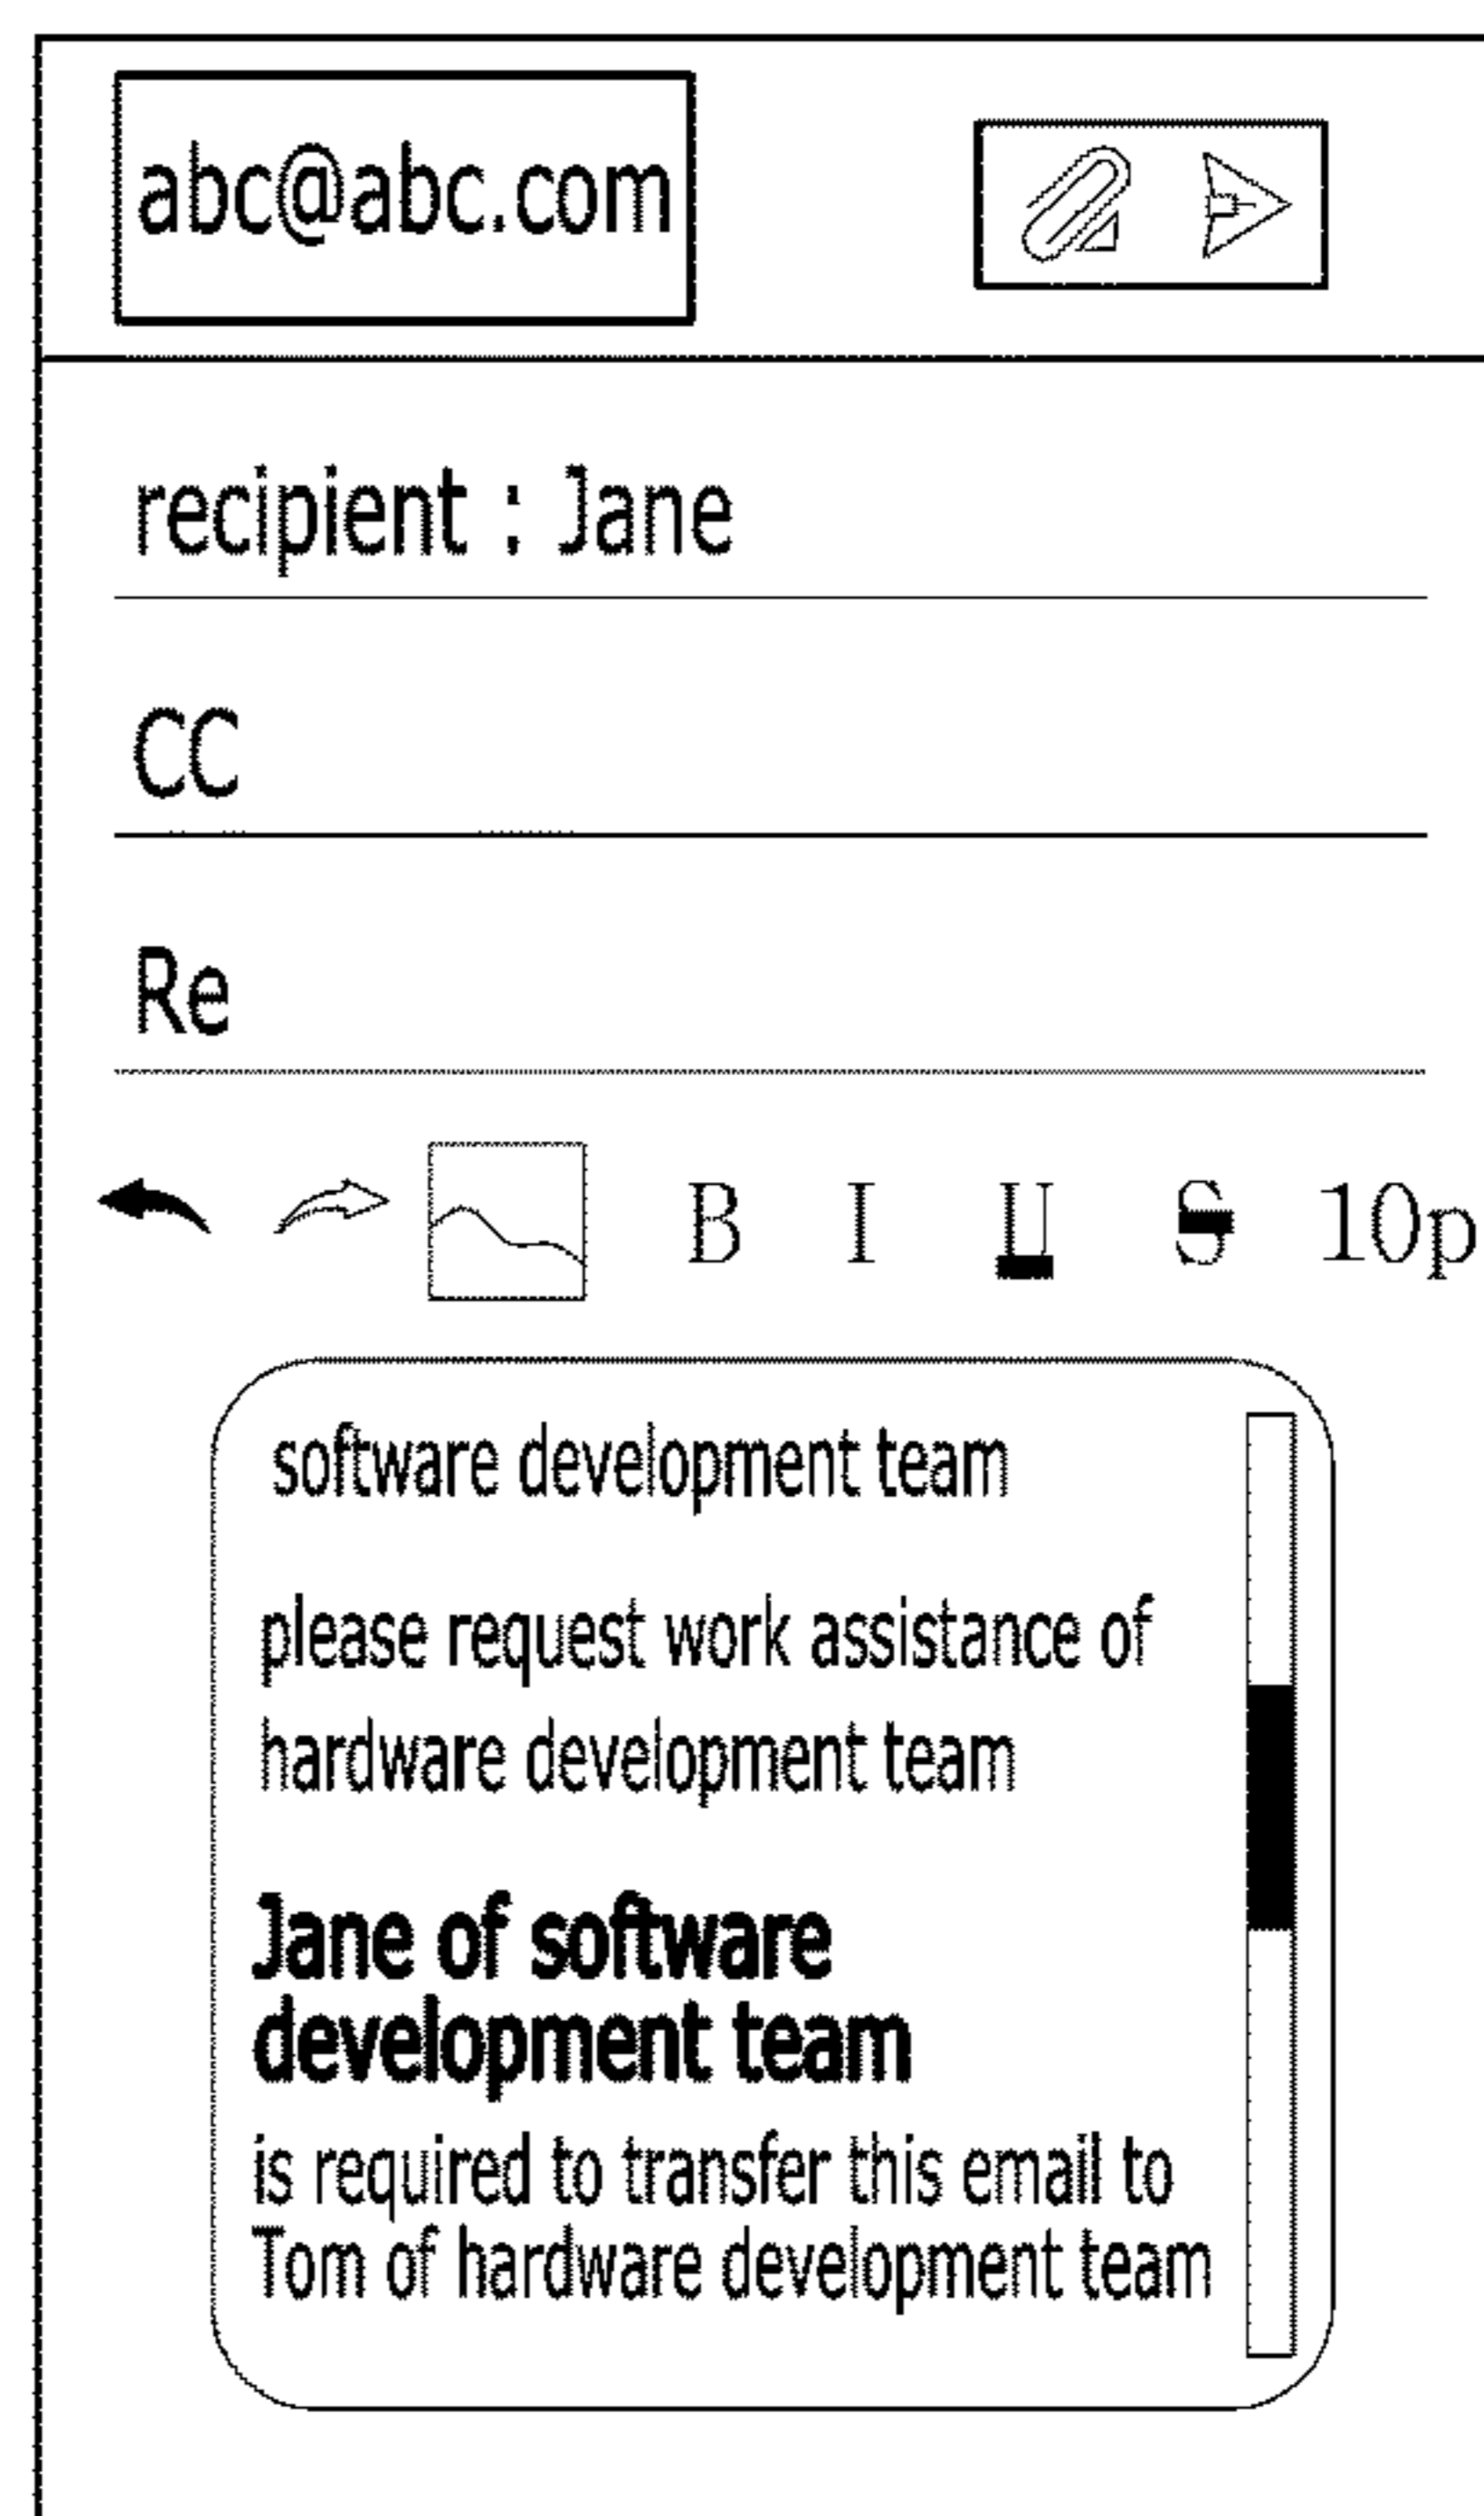 abc@abc.com
recipient : Jane
CC
Re
B I U S 10p
software development team
please request work assistance of
hardware development team
Jane of software
development team
is required to transfer this email to
Tom of hardware development team